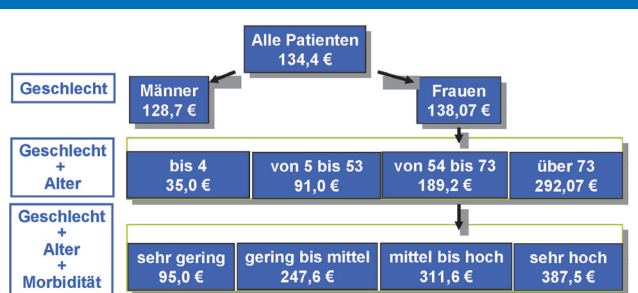 Alle Patienten
134,4 €
Geschlecht
Männer
128,7 €
Frauen
138,07 €
Geschlecht
+
Alter
bis 4
35,0 €
von 5 bis 53
91,0 €
von 54 bis 73
189,2 €
über 73
292,07 €
Geschlecht
+
Alter
+
Morbidität
sehr gering
95,0 €
gering bis mittel
247,6 €
mittel bis hoch
311,6 €
sehr hoch
387,5 €